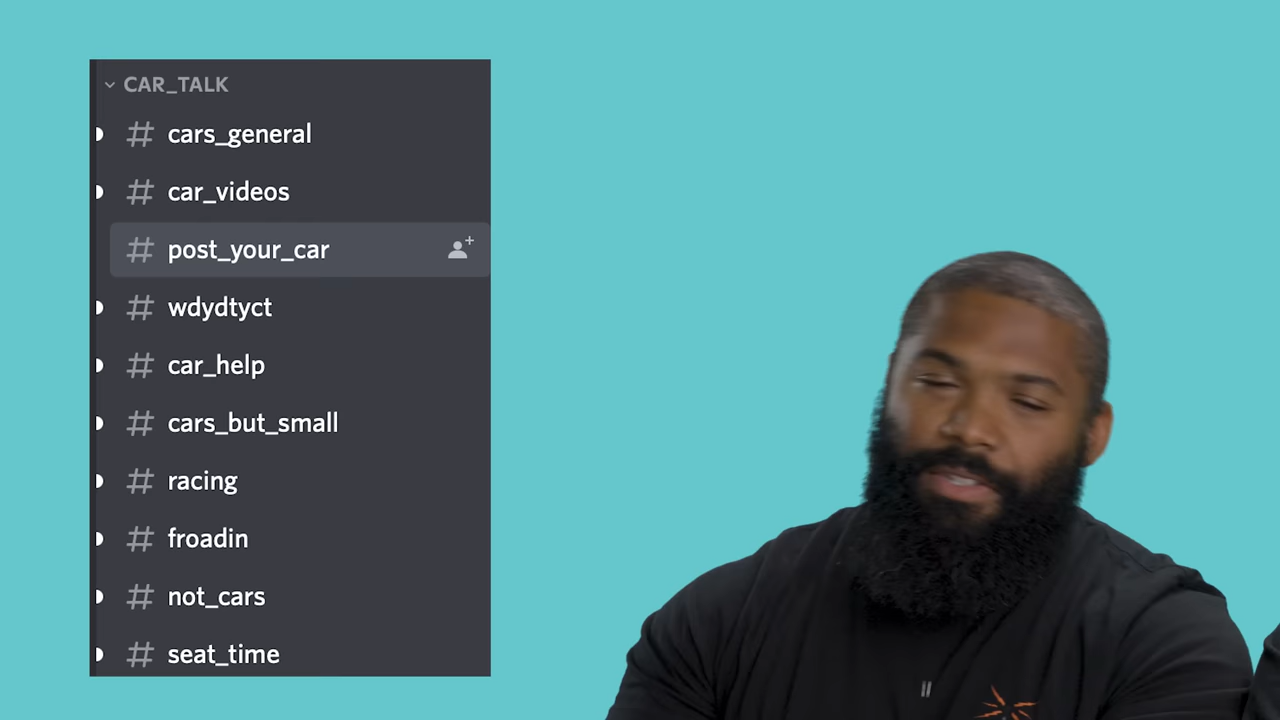 CAR_TALK
# cars_general
# car_videos
# post_your_car
# wdydtyct
# car_help
# cars_but_small
# racing
# froadin
# not_cars
# seat_time